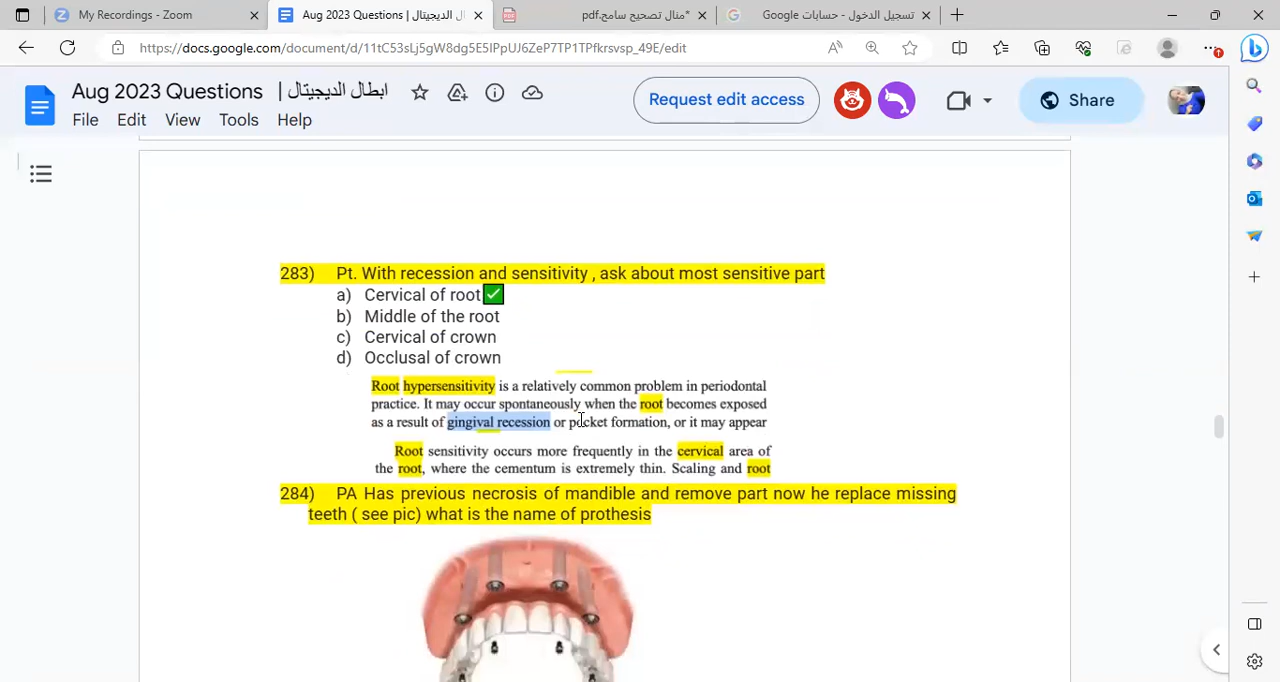 My Recordings - Zoom
Aug 2023 Questions | ابطال الديجيتال
منال تصحيح سامح.pdf*
تسجيل الدخول - حسابات Google
https://docs.google.com/document/d/11tC53sLj5gW8dg5E5IPpUJ6ZeP7TP1TPfkrsvsp_49E/edit
Aug 2023 Questions | ابطال الديجيتال
Request edit access
Share
File Edit View Tools Help
283) Pt. With recession and sensitivity , ask about most sensitive part
a) Cervical of root
b) Middle of the root
c) Cervical of crown
d) Occlusal of crown
Root hypersensitivity is a relatively common problem in periodontal
practice. It may occur spontaneously when the root becomes exposed
as a result of gingival recession or pocket formation, or it may appear
Root sensitivity occurs more frequently in the cervical area of
the root, where the cementum is extremely thin. Scaling and root
284) PA Has previous necrosis of mandible and remove part now he replace missing
teeth ( see pic) what is the name of prothesis